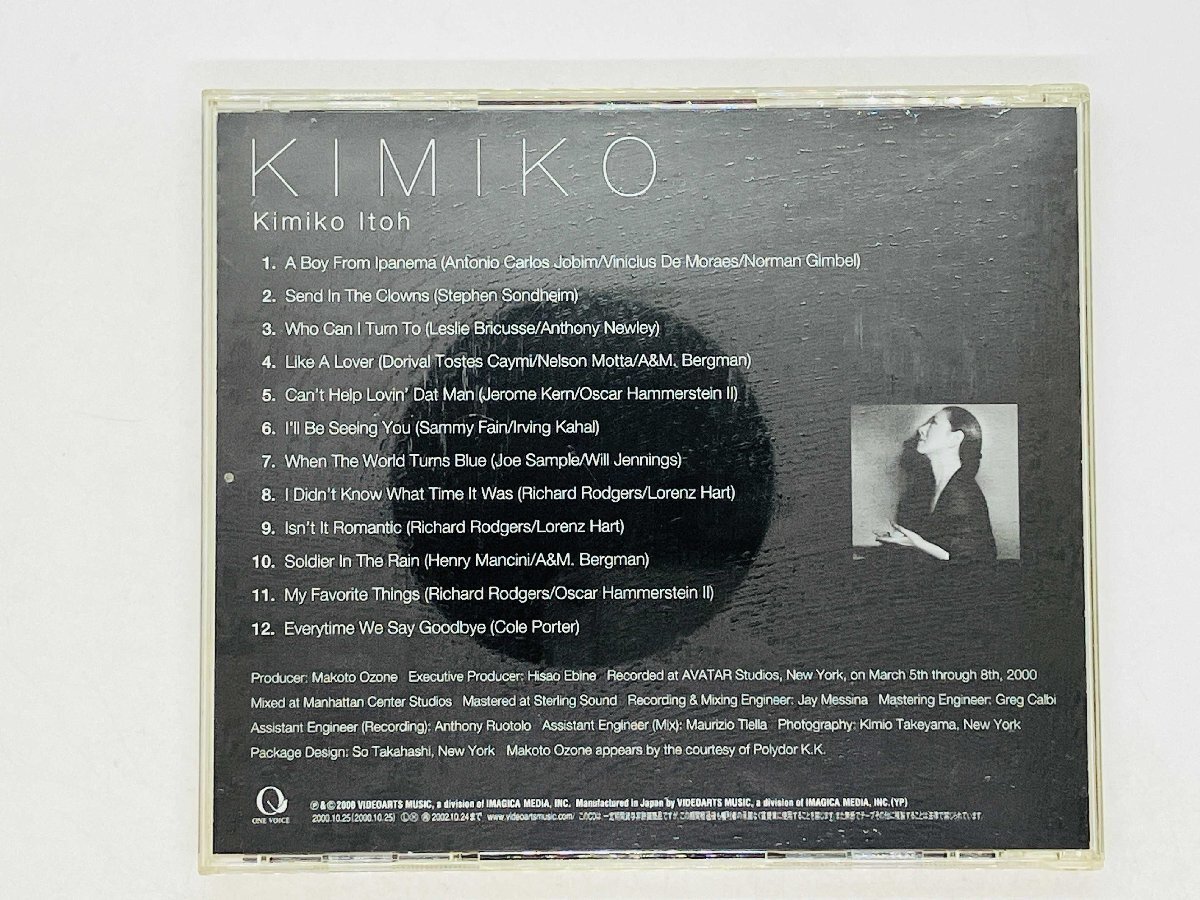 KIMIKO
Kimiko Itoh
1. A Boy From Ipanema (Antonio Carlos Jobim/Vinicius De Moraes/Norman Gimbel)
2. Send In The Clowns (Stephen Sondheim)
3. Who Can I Turn To (Leslie Bricusse/Anthony Newley)
4. Like A Lover (Dorival Tostes Caymi/Nelson Motta/A&M. Bergman)
5. Can't Help Lovin' Dat Man (Jerome Kern/Oscar Hammerstein II)
6. I'll Be Seeing You (Sammy Fain/Irving Kahal)
7. When The World Turns Blue (Joe Sample/Will Jennings)
8. I Didn't Know What Time It Was (Richard Rodgers/Lorenz Hart)
9. Isn't It Romantic (Richard Rodgers/Lorenz Hart)
10. Soldier In The Rain (Henry Mancini/A&M. Bergman)
11. My Favorite Things (Richard Rodgers/Oscar Hammerstein II)
12. Everytime We Say Goodbye (Cole Porter)
Producer: Makoto Ozone Executive Producer: Hisao Ebine Recorded at AVATAR Studios, New York, on March 5th through 8th, 2000
Mixed at Manhattan Center Studios Mastered at Sterling Sound Recording & Mixing Engineer: Jay Messina Mastering Engineer: Greg Calbi
Assistant Engineer (Recording): Anthony Ruotolo Assistant Engineer (Mix): Maurizio Tiella Photography: Kimio Takeyama, New York
Package Design: So Takahashi, New York Makoto Ozone appears by the courtesy of Polydor K.K.
ONE VOICE
℗&©2000 VIDEOARTS MUSIC, a division of IMAGICA MEDIA, INC. Manufactured in Japan by VIDEOARTS MUSIC, a division of IMAGICA MEDIA, INC. (YP)
2000.10.25 (2000.10.25) 2002.10.24まで www.videoartsmusic.com/